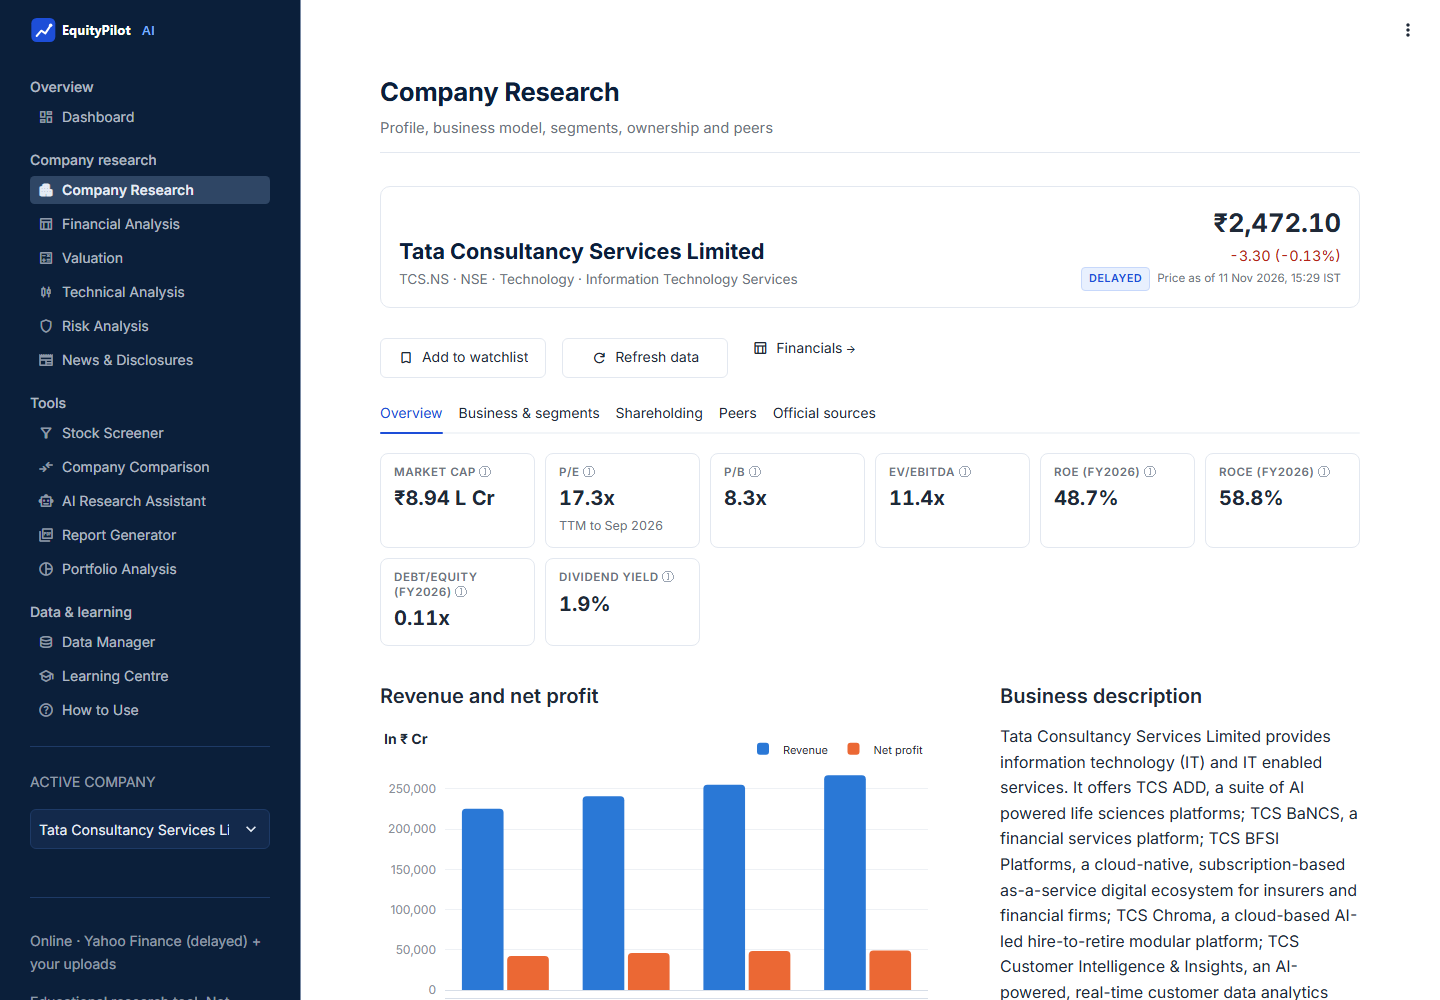 EquityPilot AI
Overview
Dashboard
Company research
Company Research
Financial Analysis
Valuation
Technical Analysis
Risk Analysis
News & Disclosures
Tools
Stock Screener
Company Comparison
AI Research Assistant
Report Generator
Portfolio Analysis
Data & learning
Data Manager
Learning Centre
How to Use
ACTIVE COMPANY
Tata Consultancy Services Li
Online · Yahoo Finance (delayed) +
your uploads
Educational research tool. Not
Company Research
Profile, business model, segments, ownership and peers
Tata Consultancy Services Limited
TCS.NS · NSE · Technology · Information Technology Services
₹2,472.10
-3.30 (-0.13%)
DELAYED Price as of 11 Nov 2026, 15:29 IST
Add to watchlist
Refresh data
Financials →
Overview Business & segments Shareholding Peers Official sources
MARKET CAP ⓘ
₹8.94 L Cr
P/E ⓘ
17.3x
TTM to Sep 2026
P/B ⓘ
8.3x
EV/EBITDA ⓘ
11.4x
ROE (FY2026) ⓘ
48.7%
ROCE (FY2026) ⓘ
58.8%
DEBT/EQUITY
(FY2026) ⓘ
0.11x
DIVIDEND YIELD ⓘ
1.9%
Revenue and net profit
In ₹ Cr
Revenue Net profit
250,000
200,000
150,000
100,000
50,000
0
Business description
Tata Consultancy Services Limited provides
information technology (IT) and IT enabled
services. It offers TCS ADD, a suite of AI
powered life sciences platforms; TCS BaNCS, a
financial services platform; TCS BFSI
Platforms, a cloud-native, subscription-based
as-a-service digital ecosystem for insurers and
financial firms; TCS Chroma, a cloud-based AI-
led hire-to-retire modular platform; TCS
Customer Intelligence & Insights, an AI-
powered, real-time customer data analytics